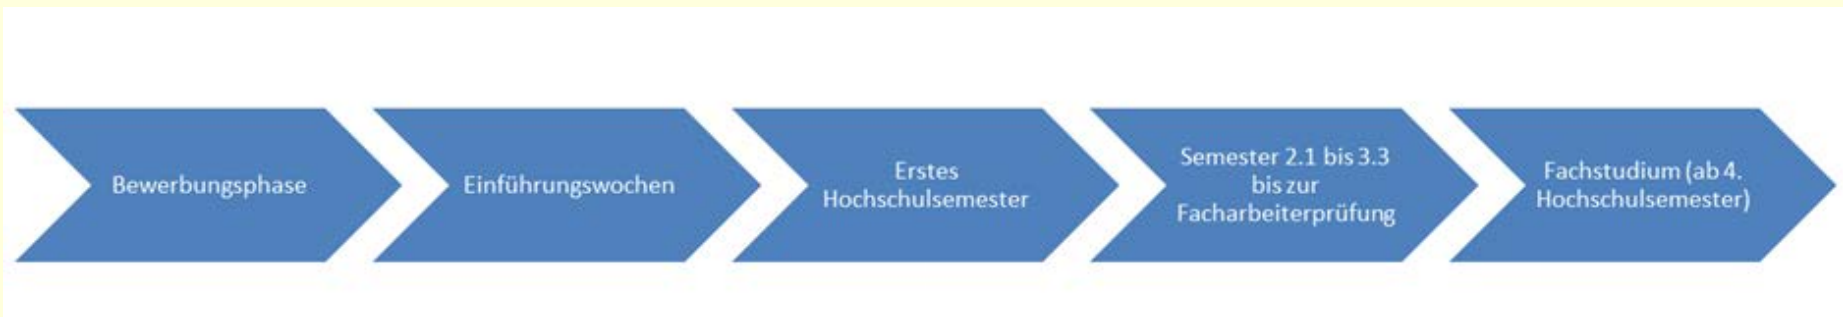 Bewerbungsphase
Einführungswochen
Erstes
Hochschulsemester
Semester 2.1 bis 3.3
bis zur
Facharbeiterprüfung
Fachstudium (ab 4.
Hochschulsemester)